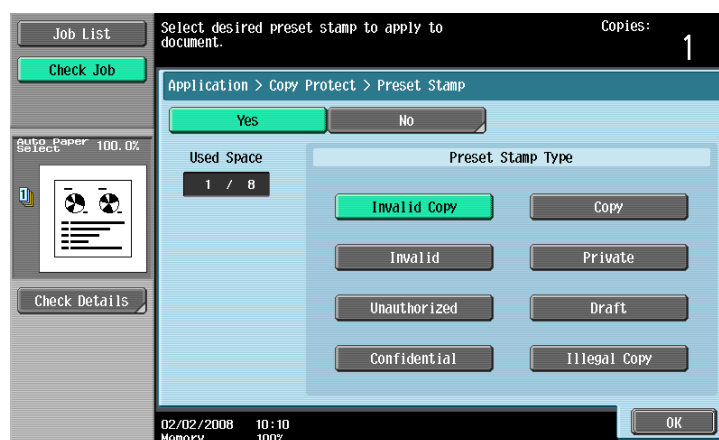 Job List
Check Job
Select desired preset stamp to apply to
document.
Copies:
1
Application > Copy Protect > Preset Stamp
Yes
No
Auto Paper
Select
100.0%
1
Used Space
1 / 8
Preset Stamp Type
Invalid Copy
Copy
Invalid
Private
Unauthorized
Draft
Confidential
Illegal Copy
Check Details
02/02/2008 10:10
Memory 100%
OK